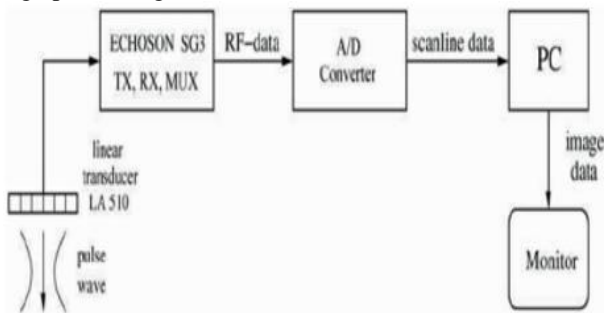 ECHOSON SG3
TX, RX, MUX
RF-data
A/D
Converter
scanline data
PC
linear
transducer
LA 510
image
data
pulse
wave
Monitor